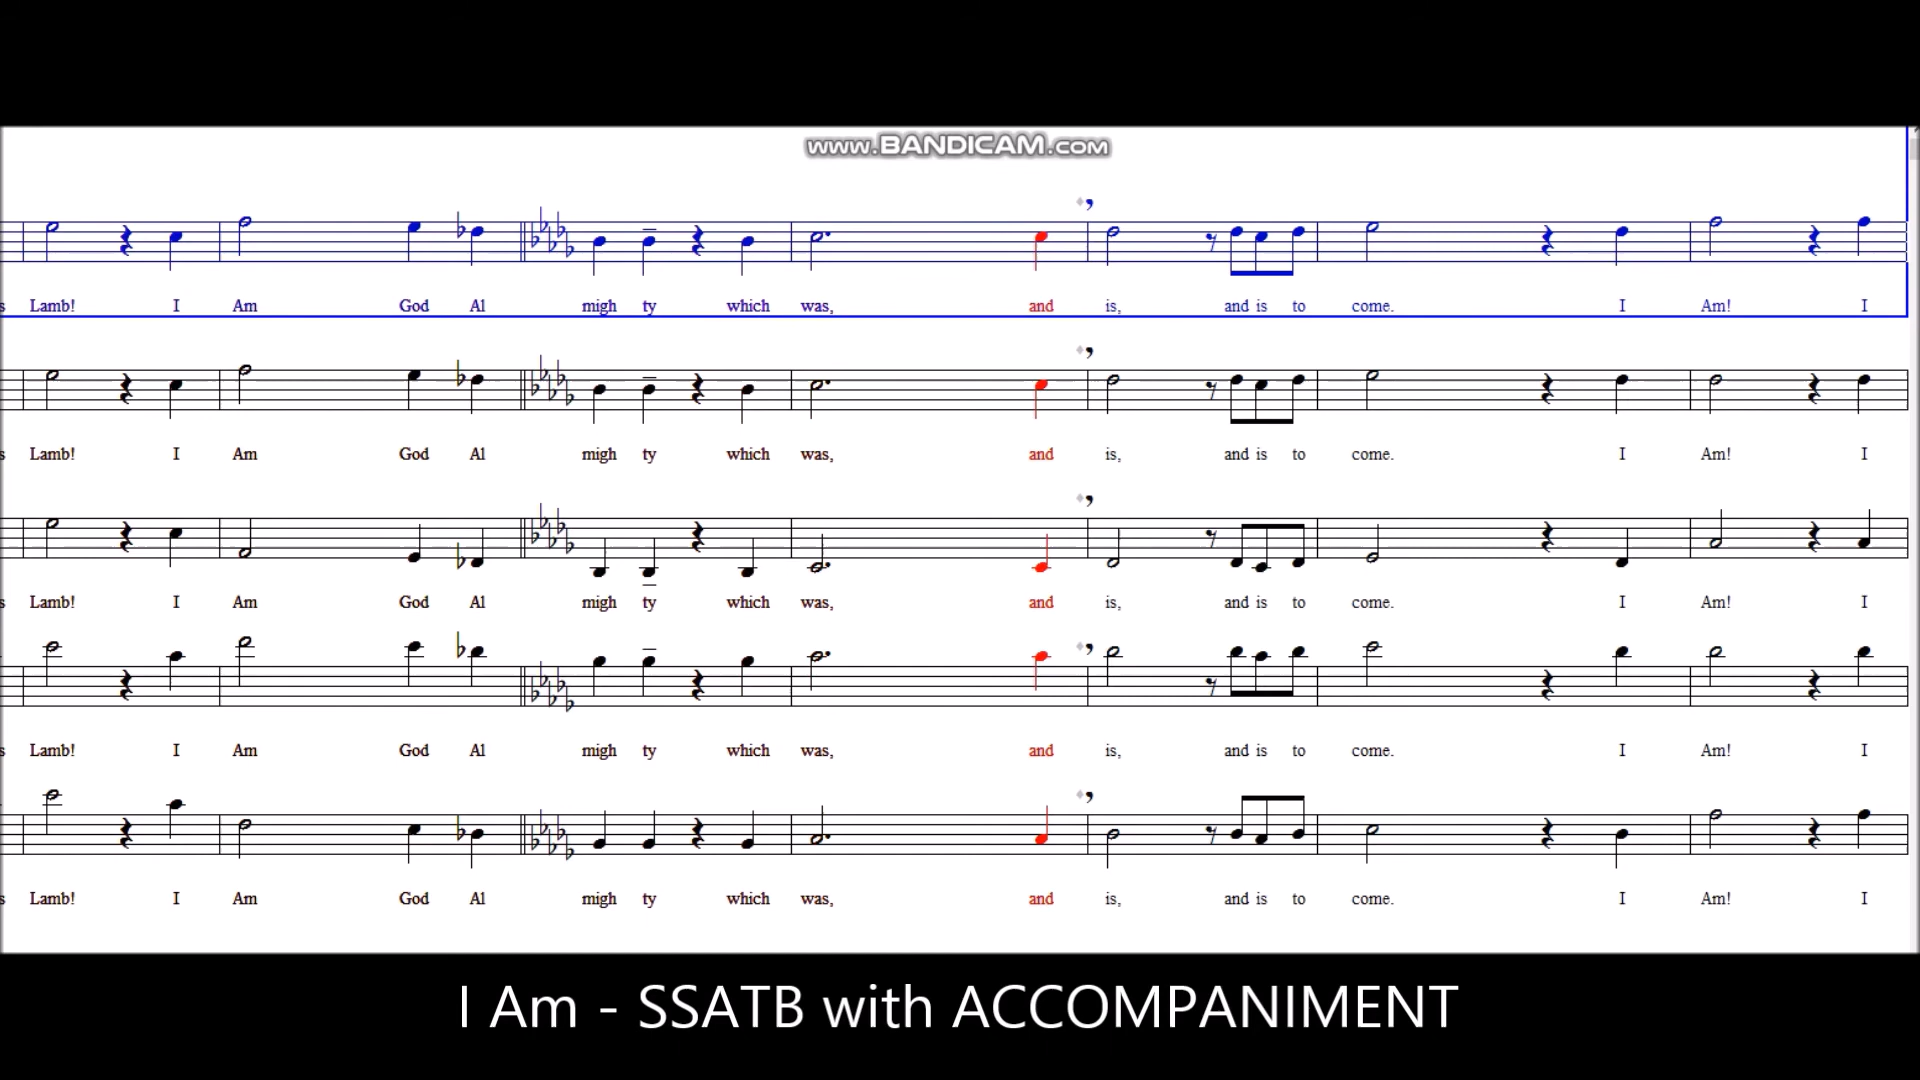 www.BANDICAM.com
s Lamb! I Am God Al migh ty which was, and is, and is to come. I Am! I
s Lamb! I Am God Al migh ty which was, and is, and is to come. I Am! I
s Lamb! I Am God Al migh ty which was, and is, and is to come. I Am! I
s Lamb! I Am God Al migh ty which was, and is, and is to come. I Am! I
s Lamb! I Am God Al migh ty which was, and is, and is to come. I Am! I
I Am - SSATB with ACCOMPANIMENT